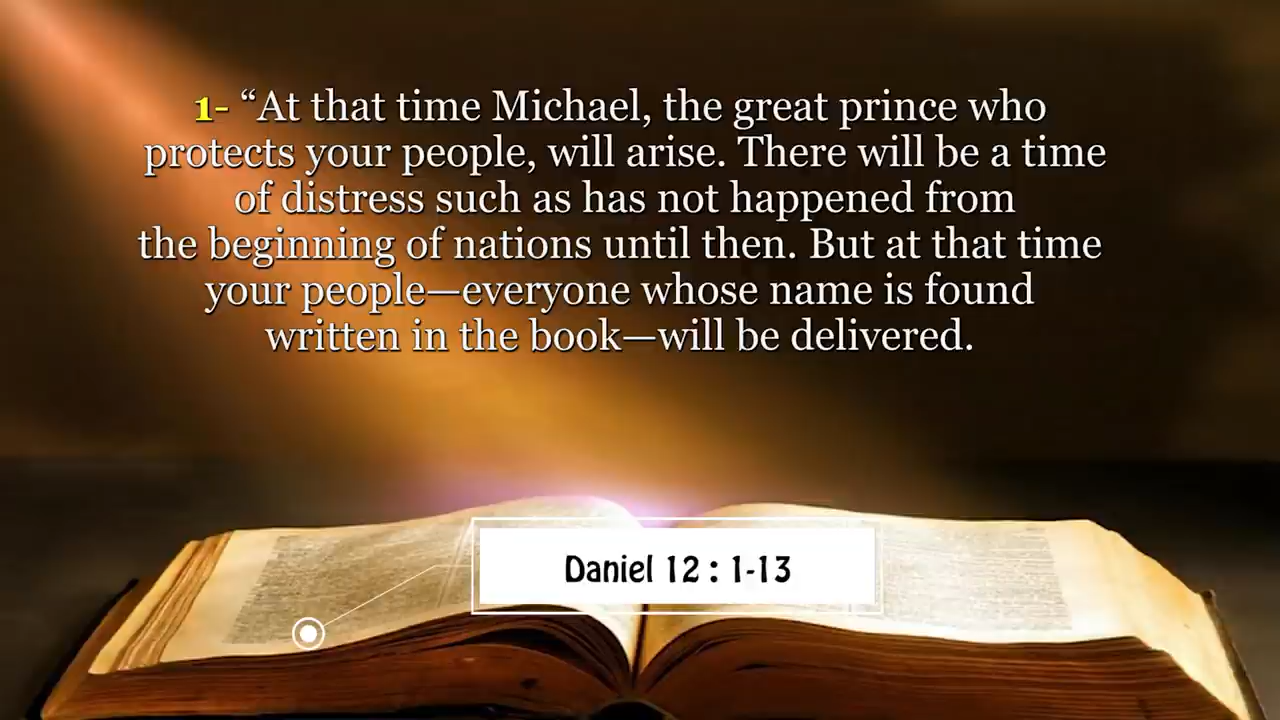 1- “At that time Michael, the great prince who
protects your people, will arise. There will be a time
of distress such as has not happened from
the beginning of nations until then. But at that time
your people—everyone whose name is found
written in the book—will be delivered.
Daniel 12 : 1-13